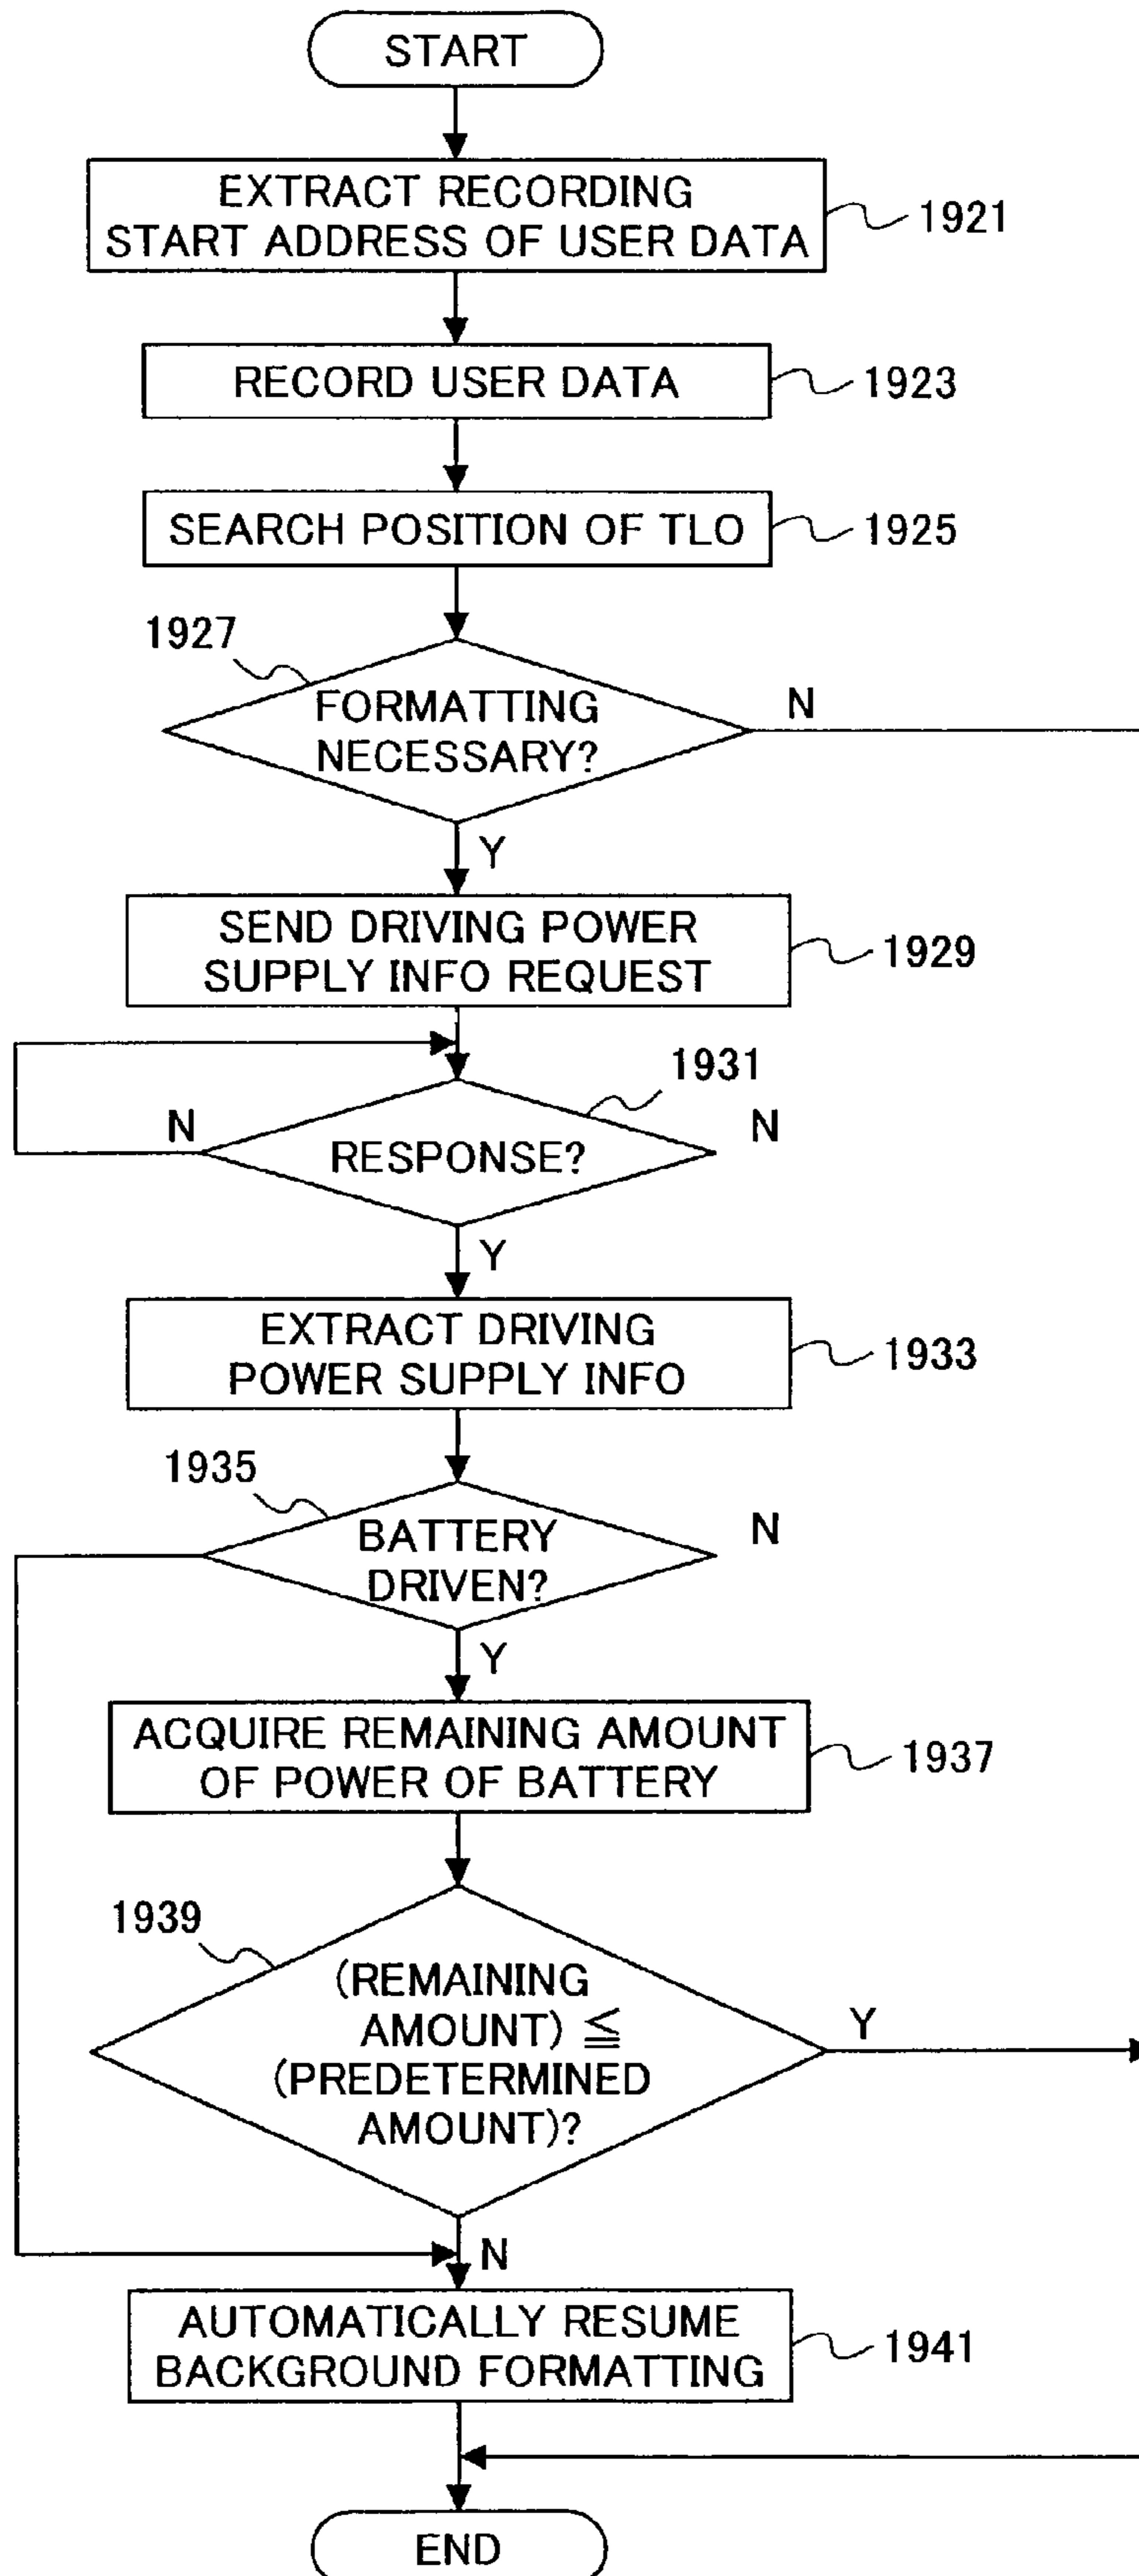 START
EXTRACT RECORDING
START ADDRESS OF USER DATA
1921
RECORD USER DATA
1923
SEARCH POSITION OF TLO
1925
1927
FORMATTING
NECESSARY?
N
Y
SEND DRIVING POWER
SUPPLY INFO REQUEST
1929
1931
N
RESPONSE?
N
Y
EXTRACT DRIVING
POWER SUPPLY INFO
1933
1935
BATTERY
DRIVEN?
N
Y
ACQUIRE REMAINING AMOUNT
OF POWER OF BATTERY
1937
1939
(REMAINING
AMOUNT) ≦
(PREDETERMINED
AMOUNT)?
Y
N
AUTOMATICALLY RESUME
BACKGROUND FORMATTING
1941
END